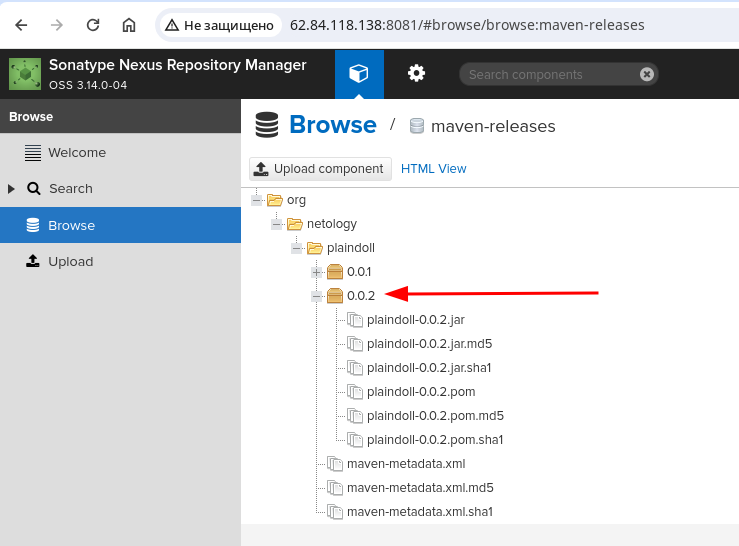 Не защищено 62.84.118.138:8081/#browse/browse:maven-releases
Sonatype Nexus Repository Manager
OSS 3.14.0-04
Search components
Browse
Welcome
Search
Browse
Upload
Browse / maven-releases
Upload component HTML View
org
netology
plaindoll
0.0.1
0.0.2
plaindoll-0.0.2.jar
plaindoll-0.0.2.jar.md5
plaindoll-0.0.2.jar.sha1
plaindoll-0.0.2.pom
plaindoll-0.0.2.pom.md5
plaindoll-0.0.2.pom.sha1
maven-metadata.xml
maven-metadata.xml.md5
maven-metadata.xml.sha1